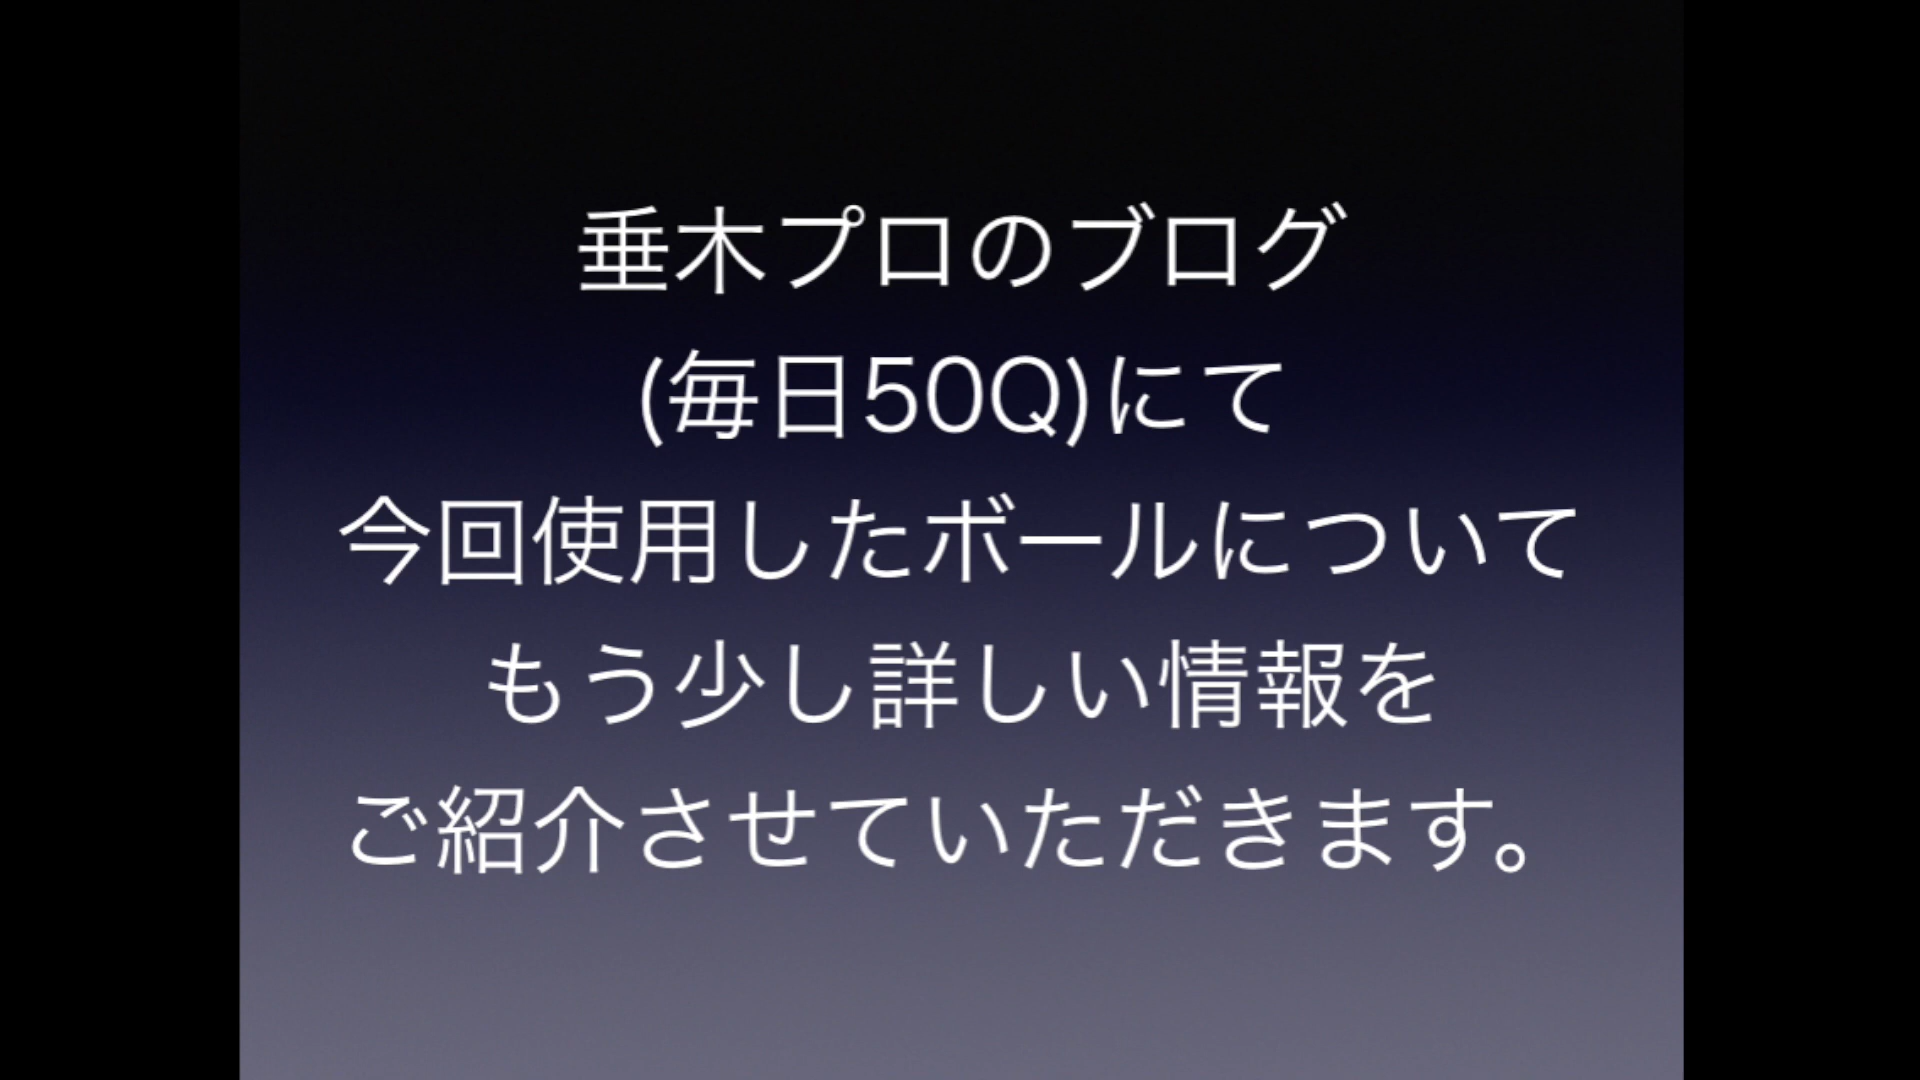 垂木プロのブログ
(毎日50Q)にて
今回使用したボールについて
もう少し詳しい情報を
ご紹介させていただきます。